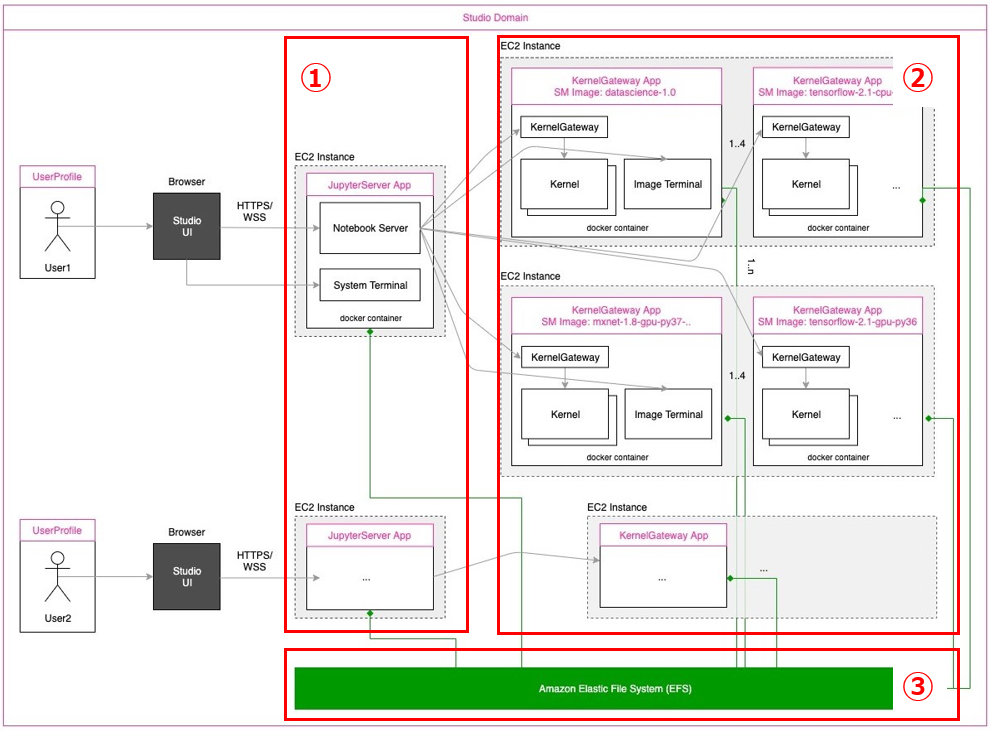 Studio Domain
①
EC2 Instance
②
KernelGateway App
SM Image: datascience-1.0
KernelGateway App
SM Image: tensorflow-2.1-cpu-
KernelGateway
KernelGateway
1..4
EC2 Instance
UserProfile
Browser
JupyterServer App
Kernel
Image Terminal
Kernel
...
HTTPS/
WSS
Studio
UI
Notebook Server
docker container
docker container
User1
1..n
EC2 Instance
System Terminal
docker container
KernelGateway App
SM Image: mxnet-1.8-gpu-py37-..
KernelGateway App
SM Image: tensorflow-2.1-gpu-py36
KernelGateway
KernelGateway
1..4
Kernel
Image Terminal
Kernel
...
docker container
docker container
EC2 Instance
EC2 Instance
UserProfile
Browser
JupyterServer App
KernelGateway App
HTTPS/
WSS
Studio
UI
...
...
...
User2
Amazon Elastic File System (EFS)
③